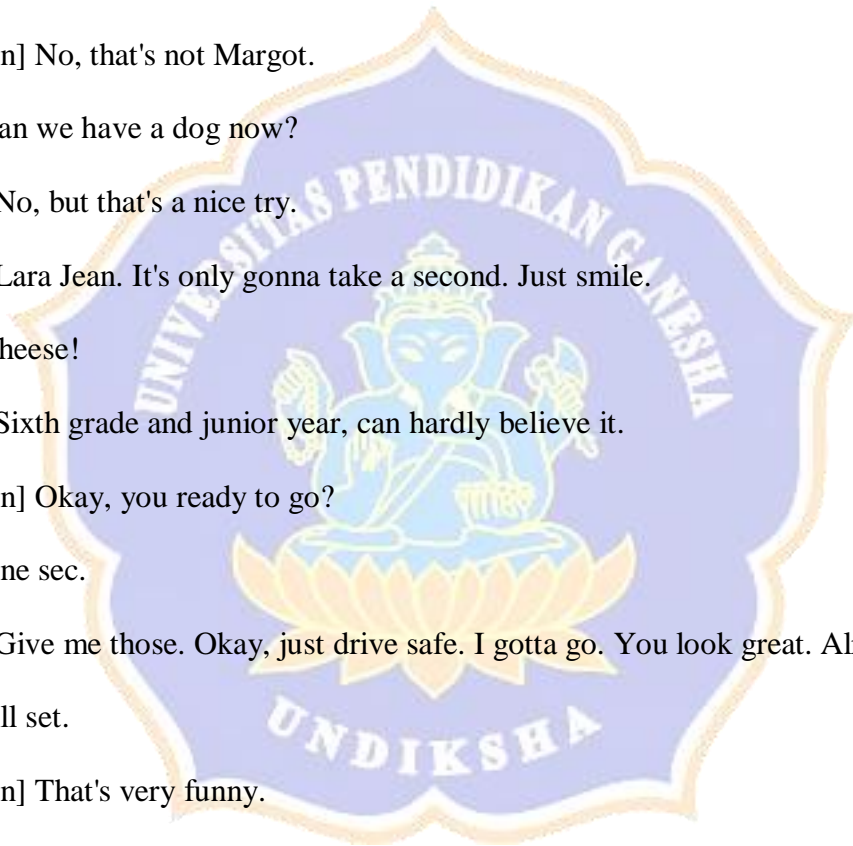 n] No, that's not Margot.
an we have a dog now?
No, but that's a nice try.
Lara Jean. It's only gonna take a second. Just smile.
heese!
Sixth grade and junior year, can hardly believe it.
n] Okay, you ready to go?
ne sec.
Give me those. Okay, just drive safe. I gotta go. You look great. Al
ll set.
n] That's very funny.
UNIVERSITAS PENDIDIKAN GANESHA
UNDIKSHA